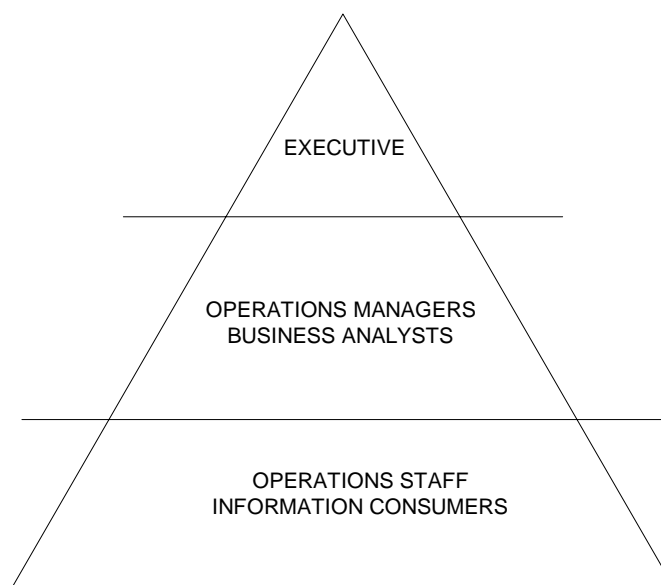 EXECUTIVE
OPERATIONS MANAGERS
BUSINESS ANALYSTS
OPERATIONS STAFF
INFORMATION CONSUMERS